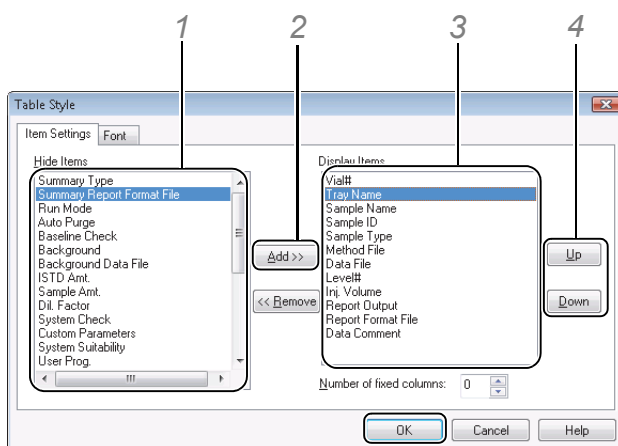 1 2 3 4
Table Style
Item Settings Font
Hide Items
Summary Type
Summary Report Format File
Run Mode
Auto Purge
Baseline Check
Background
Background Data File
ISTD Amt.
Sample Amt.
Dil. Factor
System Check
Custom Parameters
System Suitability
User Prog.
Add >>
<< Remove
Display Items
Vial#
Tray Name
Sample Name
Sample ID
Sample Type
Method File
Data File
Level#
Inj. Volume
Report Output
Report Format File
Data Comment
Up
Down
Number of fixed columns: 0
OK Cancel Help